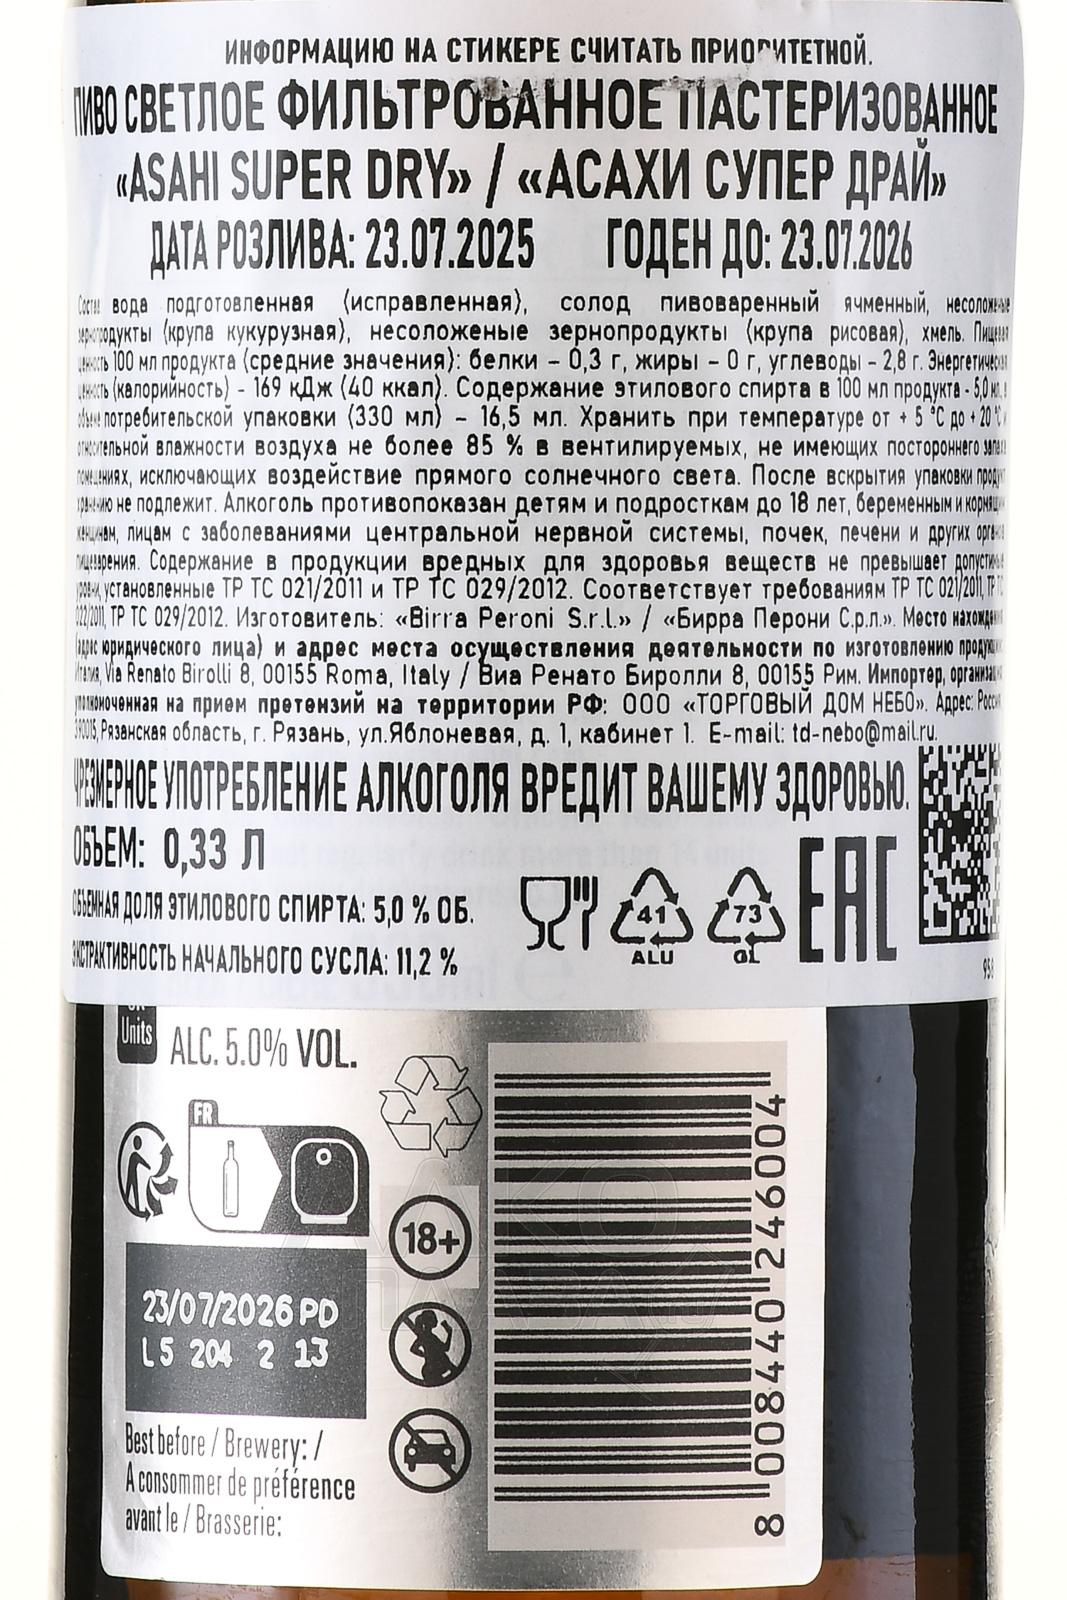 ИНФОРМАЦИЮ НА СТИКЕРЕ СЧИТАТЬ ПРИОРИТЕТНОЙ.
ПИВО СВЕТЛОЕ ФИЛЬТРОВАННОЕ ПАСТЕРИЗОВАННОЕ
«ASAHI SUPER DRY» / «АСАХИ СУПЕР ДРАЙ»
ДАТА РОЗЛИВА: 23.07.2025 ГОДЕН ДО: 23.07.2026
Состав: вода подготовленная (исправленная), солод пивоваренный ячменный, несоложеные
зернопродукты (крупа кукурузная), несоложеные зернопродукты (крупа рисовая), хмель. Пищевая
ценность 100 мл продукта (средние значения): белки – 0,3 г, жиры – 0 г, углеводы – 2,8 г. Энергетическая
ценность (калорийность) - 169 кДж (40 ккал). Содержание этилового спирта в 100 мл продукта - 5,0 мл, в
объеме потребительской упаковки (330 мл) – 16,5 мл. Хранить при температуре от + 5 °С до + 20 °С и
относительной влажности воздуха не более 85 % в вентилируемых, не имеющих постороннего запаха
помещениях, исключающих воздействие прямого солнечного света. После вскрытия упаковки продукт
хранению не подлежит. Алкоголь противопоказан детям и подросткам до 18 лет, беременным и кормящим
женщинам, лицам с заболеваниями центральной нервной системы, почек, печени и других органов
пищеварения. Содержание в продукции вредных для здоровья веществ не превышает допустимые
уровни, установленные ТР ТС 021/2011 и ТР ТС 029/2012. Соответствует требованиям ТР ТС 021/2011, ТР ТС
022/2011, ТР ТС 029/2012. Изготовитель: «Birra Peroni S.r.l.» / «Бирра Перони С.р.л.». Место нахождения
(адрес юридического лица) и адрес места осуществления деятельности по изготовлению продукции:
Италия, Via Renato Birolli 8, 00155 Roma, Italy / Виа Ренато Биролли 8, 00155 Рим. Импортер, организация
уполномоченная на прием претензий на территории РФ: ООО «ТОРГОВЫЙ ДОМ НЕБО». Адрес: Россия
390015, Рязанская область, г. Рязань, ул.Яблоневая, д. 1, кабинет 1. E-mail: td-nebo@mail.ru.
ЧРЕЗМЕРНОЕ УПОТРЕБЛЕНИЕ АЛКОГОЛЯ ВРЕДИТ ВАШЕМУ ЗДОРОВЬЮ.
ОБЪЕМ: 0,33 Л
ОБЪЕМНАЯ ДОЛЯ ЭТИЛОВОГО СПИРТА: 5,0 % ОБ.
ЭКСТРАКТИВНОСТЬ НАЧАЛЬНОГО СУСЛА: 11,2 %
41
ALU
73
GL
EAC
Units
ALC. 5.0% VOL.
FR
18+
23/07/2026 PD
L5 204 2 13
Best before / Brewery: /
A consommer de préférence
avant le / Brasserie:
8 008440 246004